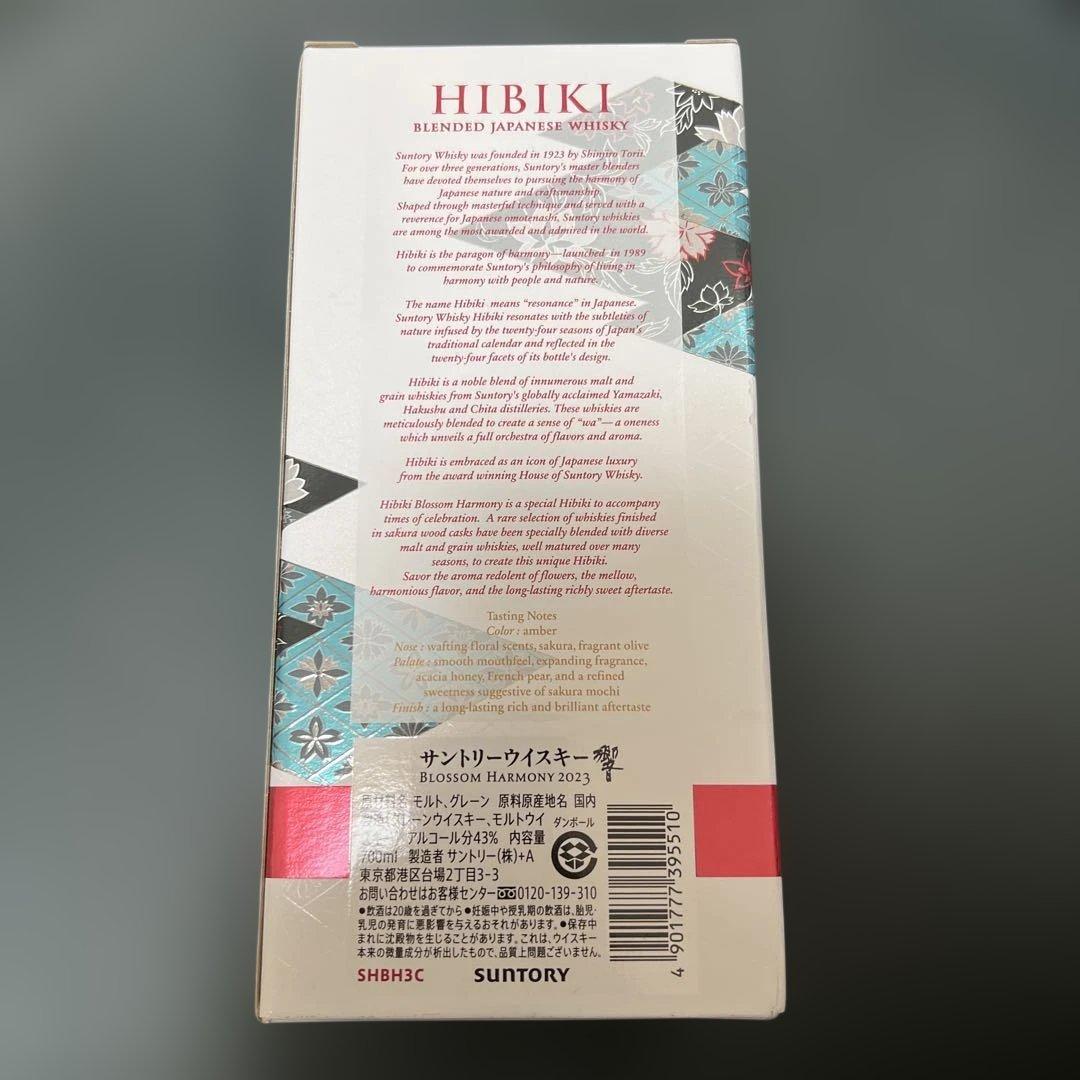 HIBIKI
BLENDED JAPANESE WHISKY
Suntory Whisky was founded in 1923 by Shinjiro Torii.
For over three generations, Suntory's master blenders
have devoted themselves to pursuing the harmony of
Japanese nature and craftsmanship.
Shaped through masterful technique and served with a
reverence for Japanese omotenashi, Suntory whiskies
are among the most awarded and admired in the world.
Hibiki is the paragon of harmony—launched in 1989
to commemorate Suntory's philosophy of living in
harmony with people and nature.
The name Hibiki means "resonance" in Japanese.
Suntory Whisky Hibiki resonates with the subtleties of
nature infused by the twenty-four seasons of Japan's
traditional calendar and reflected in the
twenty-four facets of its bottle's design.
Hibiki is a noble blend of innumerous malt and
grain whiskies from Suntory's globally acclaimed Yamazaki,
Hakushu and Chita distilleries. These whiskies are
meticulously blended to create a sense of "wa"— a oneness
which unveils a full orchestra of flavors and aroma.
Hibiki is embraced as an icon of Japanese luxury
from the award winning House of Suntory Whisky.
Hibiki Blossom Harmony is a special Hibiki to accompany
times of celebration. A rare selection of whiskies finished
in sakura wood casks have been specially blended with diverse
malt and grain whiskies, well matured over many
seasons, to create this unique Hibiki.
Savor the aroma redolent of flowers, the mellow,
harmonious flavor, and the long-lasting richly sweet aftertaste.
Tasting Notes
Color : amber
Nose : wafting floral scents, sakura, fragrant olive
Palate : smooth mouthfeel, expanding fragrance,
acacia honey, French pear, and a refined
sweetness suggestive of sakura mochi
Finish : a long-lasting rich and brilliant aftertaste
サントリーウイスキー 響
BLOSSOM HARMONY 2023
モルト、グレーン 原料原産地名 国内
ーンウイスキー、モルトウイ
アルコール分43% 内容量
700ml 製造者 サントリー(株)+A
東京都港区台場2丁目3-3
お問い合わせはお客様センター 0120-139-310
●飲酒は20歳を過ぎてから ●妊娠中や授乳期の飲酒は、胎児・
乳児の発育に悪影響を与えるおそれがあります。●保存中
まれに沈殿物を生じることがあります。これは、ウイスキー
本来の微量成分が析出したもので、品質上問題ございません。
ダンボール
4 901777 395510
SHBH3C
SUNTORY